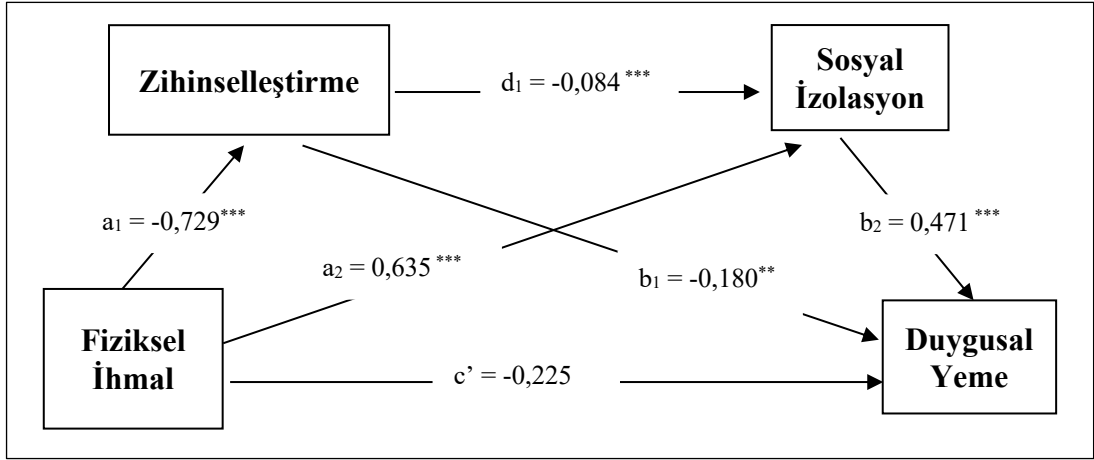 Zihinselleştirme
d1 = -0,084 ***
Sosyal
İzolasyon
a1 = -0,729***
a2 = 0,635 ***
b1 = -0,180**
b2 = 0,471 ***
Fiziksel
İhmal
c’ = -0,225
Duygusal
Yeme